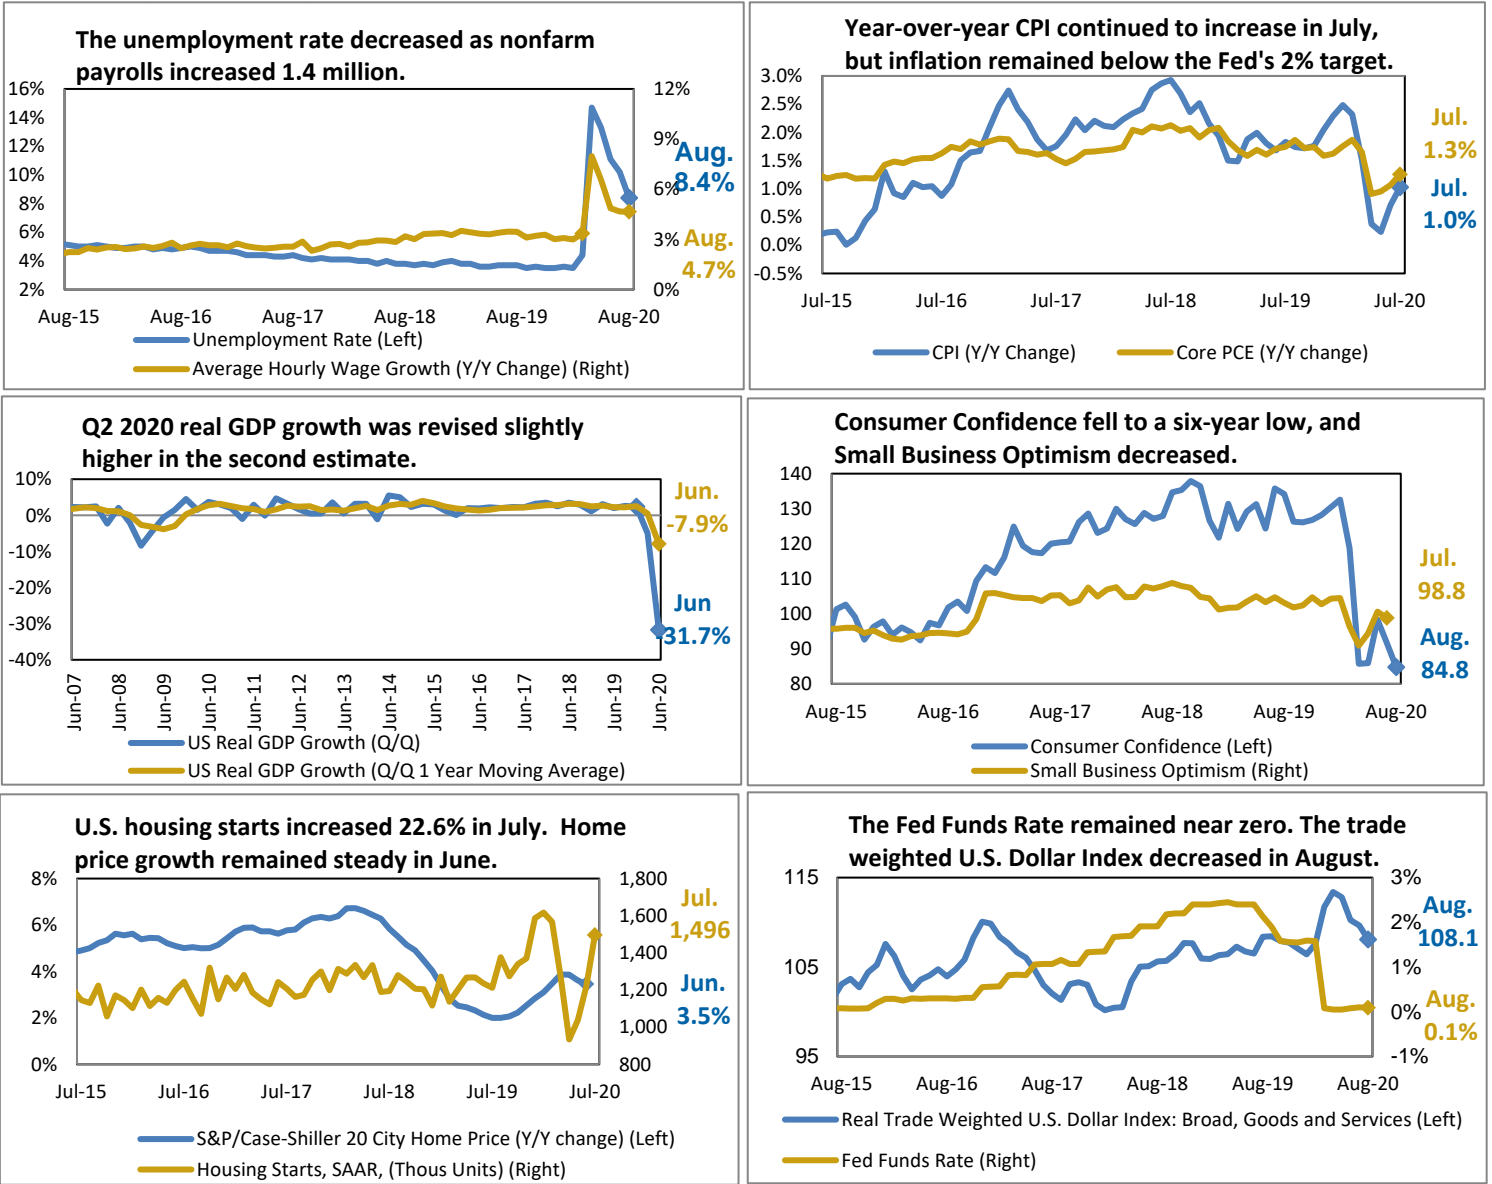 The unemployment rate decreased as nonfarm
payrolls increased 1.4 million.
16%
14%
12%
10%
8%
6%
4%
2%
12%
9%
6%
3%
0%
Aug.
8.4%
Aug.
4.7%
Aug-15
Aug-16
Aug-17
Aug-18
Aug-19
Aug-20
Unemployment Rate (Left)
Average Hourly Wage Growth (Y/Y Change) (Right)
Year-over-year CPI continued to increase in July,
but inflation remained below the Fed's 2% target.
3.0%
2.5%
2.0%
1.5%
1.0%
0.5%
0.0%
-0.5%
Jul.
1.3%
Jul.
1.0%
Jul-15
Jul-16
Jul-17
Jul-18
Jul-19
Jul-20
CPI (Y/Y Change)
Core PCE (Y/Y change)
Q2 2020 real GDP growth was revised slightly
higher in the second estimate.
10%
0%
-10%
-20%
-30%
-40%
Jun.
-7.9%
Jun
-31.7%
Jun-07
Jun-08
Jun-09
Jun-10
Jun-11
Jun-12
Jun-13
Jun-14
Jun-15
Jun-16
Jun-17
Jun-18
Jun-19
Jun-20
US Real GDP Growth (Q/Q)
US Real GDP Growth (Q/Q 1 Year Moving Average)
Consumer Confidence fell to a six-year low, and
Small Business Optimism decreased.
140
130
120
110
100
90
80
Jul.
98.8
Aug.
84.8
Aug-15
Aug-16
Aug-17
Aug-18
Aug-19
Aug-20
Consumer Confidence (Left)
Small Business Optimism (Right)
U.S. housing starts increased 22.6% in July. Home
price growth remained steady in June.
8%
6%
4%
2%
0%
1,800
1,600
1,400
1,200
1,000
800
Jul.
1,496
Jun.
3.5%
Jul-15
Jul-16
Jul-17
Jul-18
Jul-19
Jul-20
S&P/Case-Shiller 20 City Home Price (Y/Y change) (Left)
Housing Starts, SAAR, (Thous Units) (Right)
The Fed Funds Rate remained near zero. The trade
weighted U.S. Dollar Index decreased in August.
115
105
95
3%
2%
1%
0%
-1%
Aug.
108.1
Aug.
0.1%
Aug-15
Aug-16
Aug-17
Aug-18
Aug-19
Aug-20
Real Trade Weighted U.S. Dollar Index: Broad, Goods and Services (Left)
Fed Funds Rate (Right)